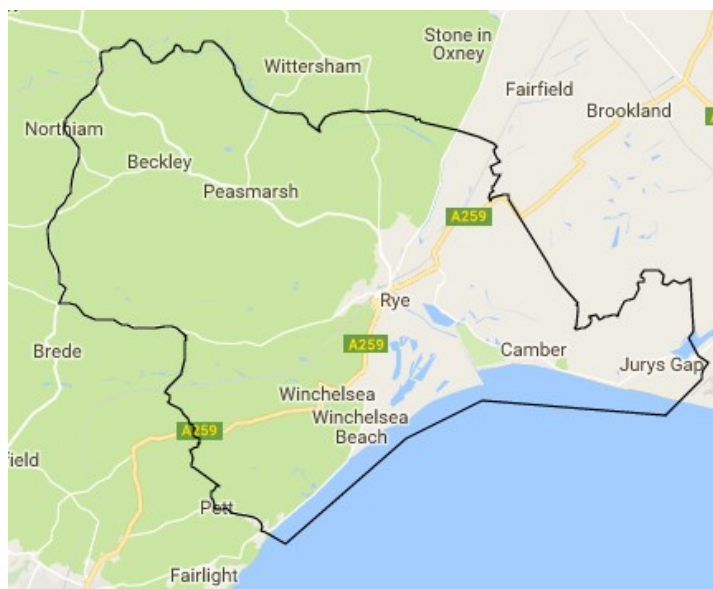 Stone in
Oxney
Wittersham
Fairfield
Brookland
Northiam
Beckley
Peasmarsh
A259
Rye
A259
Brede
Camber
Jurys Gap
Winchelsea
Winchelsea
Beach
A259
field
Pett
Fairlight